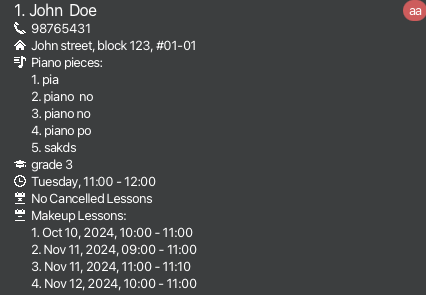 1. John Doe
aa
98765431
John street, block 123, #01-01
Piano pieces:
1. pia
2. piano  no
3. piano no
4. piano po
5. sakds
grade 3
Tuesday, 11:00 - 12:00
No Cancelled Lessons
Makeup Lessons:
1. Oct 10, 2024, 10:00 - 11:00
2. Nov 11, 2024, 09:00 - 11:00
3. Nov 11, 2024, 11:00 - 11:10
4. Nov 12, 2024, 10:00 - 11:00